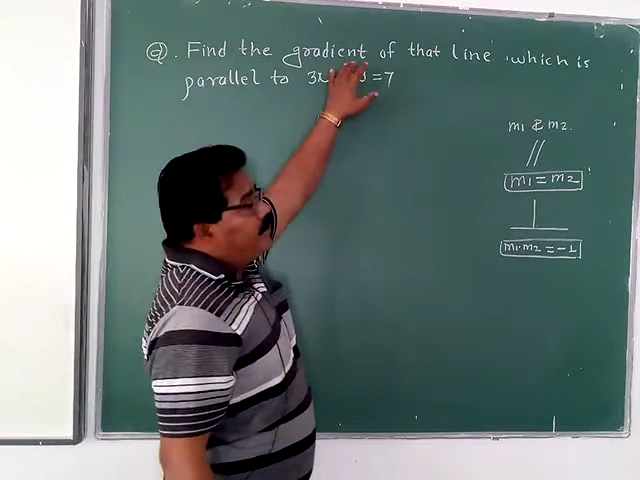 Q. Find the gradient of that line which is
parallel to 3x = 7
m1 & m2.
//
m1 = m2
⊥
m1.m2 = -1